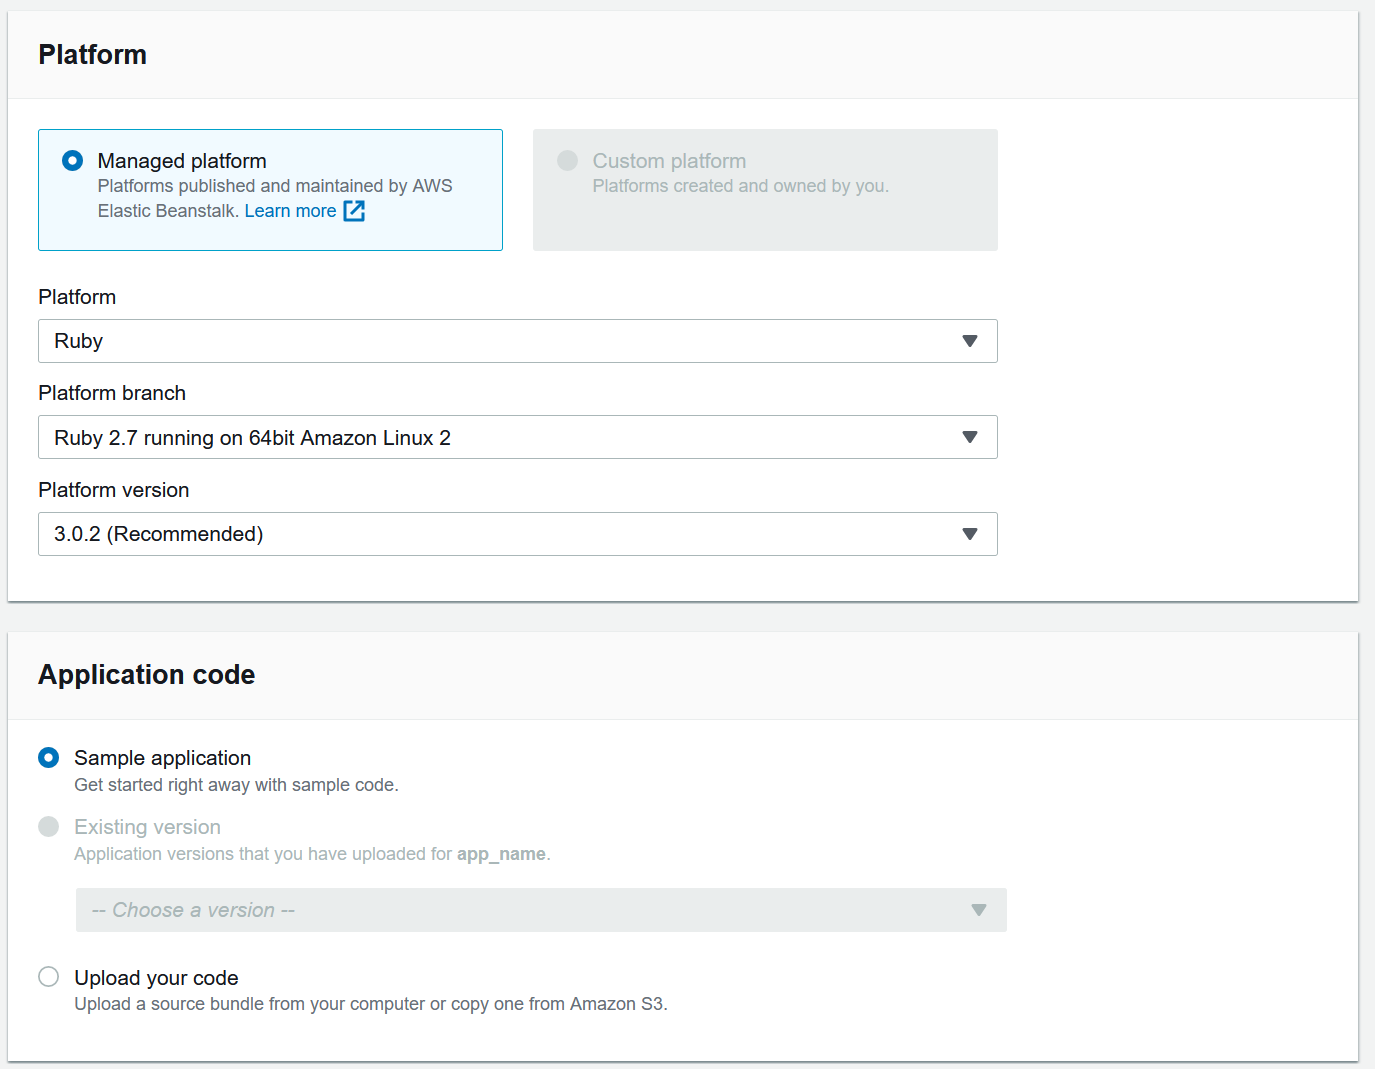 Platform
Managed platform
Platforms published and maintained by AWS
Elastic Beanstalk. Learn more
Custom platform
Platforms created and owned by you.
Platform
Ruby
Platform branch
Ruby 2.7 running on 64bit Amazon Linux 2
Platform version
3.0.2 (Recommended)
Application code
Sample application
Get started right away with sample code.
Existing version
Application versions that you have uploaded for app_name.
-- Choose a version --
Upload your code
Upload a source bundle from your computer or copy one from Amazon S3.